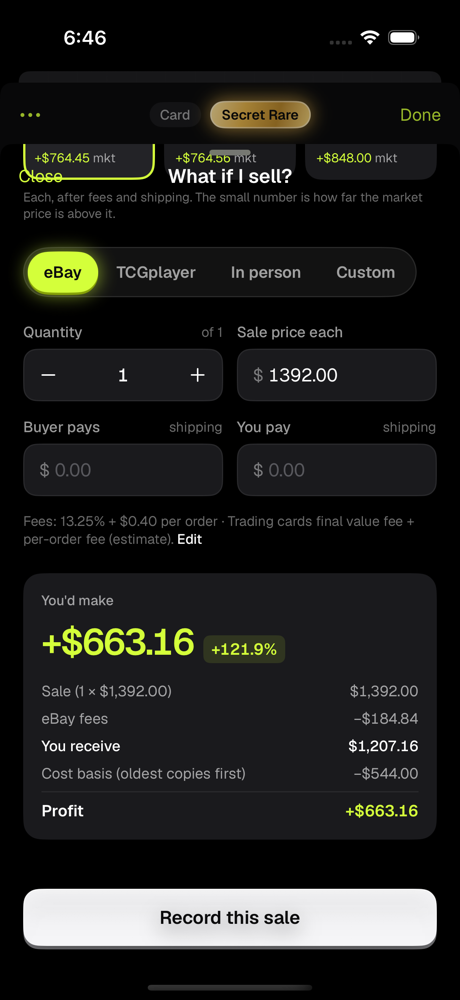 6:46
Card
Secret Rare
Done
+$764.45 mkt
+$764.56 mkt
+$848.00 mkt
Close
What if I sell?
Each, after fees and shipping. The small number is how far the market
price is above it.
eBay
TCGplayer
In person
Custom
Quantity
of 1
Sale price each
1
$ 1392.00
Buyer pays
shipping
You pay
shipping
$ 0.00
$ 0.00
Fees: 13.25% + $0.40 per order · Trading cards final value fee +
per-order fee (estimate). Edit
You'd make
+$663.16
+121.9%
Sale (1 × $1,392.00)
$1,392.00
eBay fees
−$184.84
You receive
$1,207.16
Cost basis (oldest copies first)
−$544.00
Profit
+$663.16
Record this sale